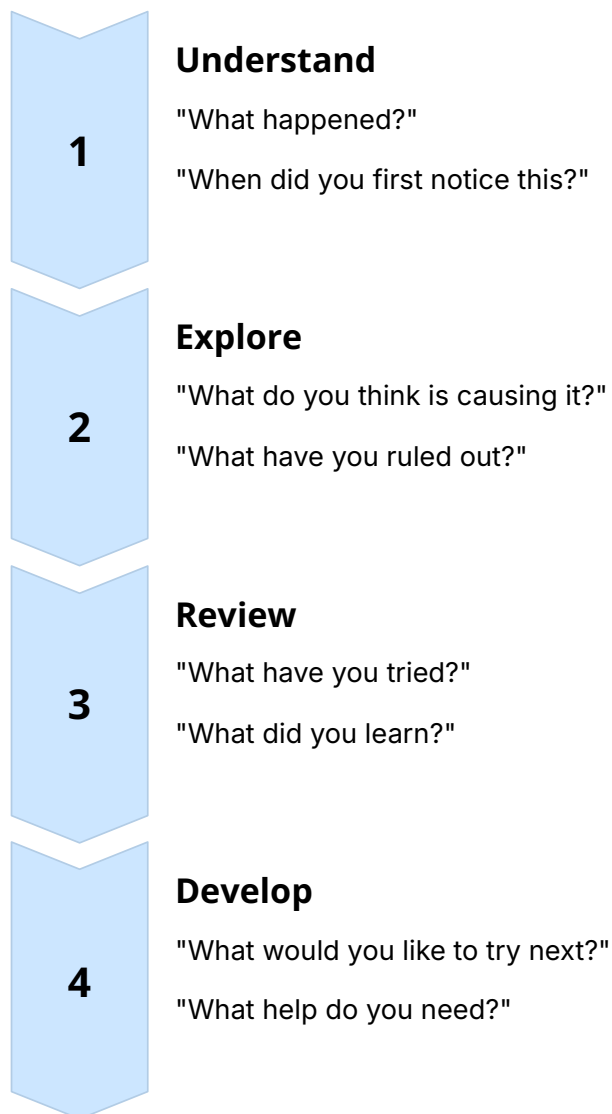 1
Understand
"What happened?"
"When did you first notice this?"
2
Explore
"What do you think is causing it?"
"What have you ruled out?"
3
Review
"What have you tried?"
"What did you learn?"
4
Develop
"What would you like to try next?"
"What help do you need?"